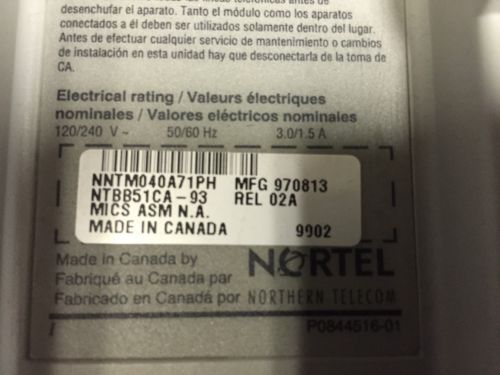 desenchufar el aparato. Tanto el módulo como los aparatos
conectados a él deben ser utilizados solamente dentro del lugar.
Antes de efectuar cualquier servicio de mantenimiento o cambios
de instalación en esta unidad hay que desconectarla de la toma de
CA.
Electrical rating / Valeurs électriques
nominales / Valores eléctricos nominales
120/240 V ~ 50/60 Hz 3.0/1.5 A
NNTM040A71PH MFG 970813
NTBB51CA-93 REL 02A
MICS ASM N.A.
MADE IN CANADA 9902
Made in Canada by
Fabriqué au Canada par
Fabricado en Canadá por
NORTEL
NORTHERN TELECOM
P0844516-01